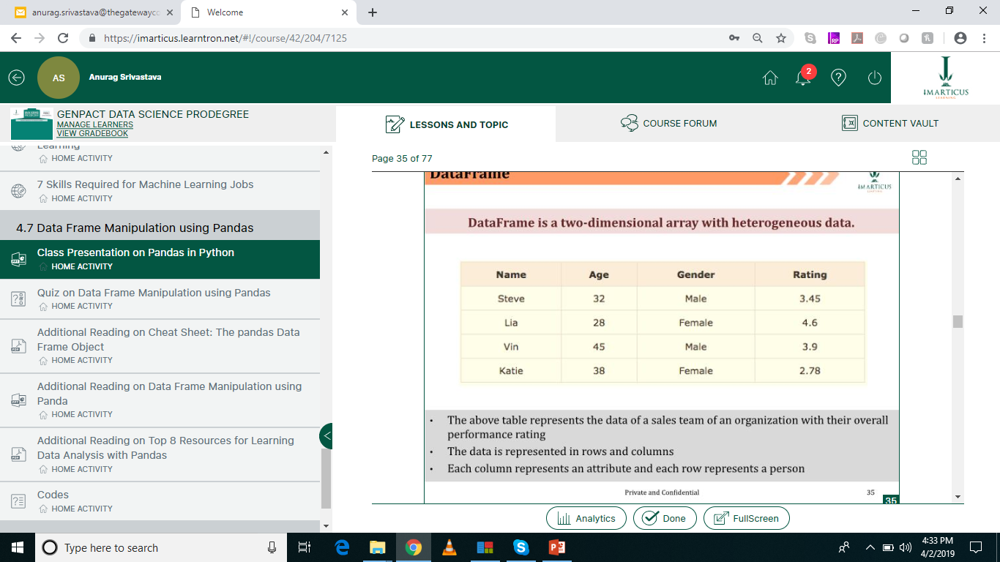 anurag.srivastava@thegatewayco
Welcome
https://imarticus.learntron.net/#!/course/42/204/7125
AS
Anurag Srivastava
2
IMARTICUS
LEARNING
GENPACT DATA SCIENCE PRODEGREE
MANAGE LEARNERS
VIEW GRADEBOOK
LESSONS AND TOPIC
COURSE FORUM
CONTENT VAULT
Learning
HOME ACTIVITY
7 Skills Required for Machine Learning Jobs
HOME ACTIVITY
4.7 Data Frame Manipulation using Pandas
Class Presentation on Pandas in Python
HOME ACTIVITY
Quiz on Data Frame Manipulation using Pandas
HOME ACTIVITY
Additional Reading on Cheat Sheet: The pandas Data
Frame Object
HOME ACTIVITY
Additional Reading on Data Frame Manipulation using
Panda
HOME ACTIVITY
Additional Reading on Top 8 Resources for Learning
Data Analysis with Pandas
HOME ACTIVITY
Codes
HOME ACTIVITY
Page 35 of 77
DataFrame
IMARTICUS
DataFrame is a two-dimensional array with heterogeneous data.
Name Age Gender Rating
Steve 32 Male 3.45
Lia 28 Female 4.6
Vin 45 Male 3.9
Katie 38 Female 2.78
• The above table represents the data of a sales team of an organization with their overall
performance rating
• The data is represented in rows and columns
• Each column represents an attribute and each row represents a person
Private and Confidential 35
35
Analytics
Done
FullScreen
Type here to search
4:33 PM
4/2/2019